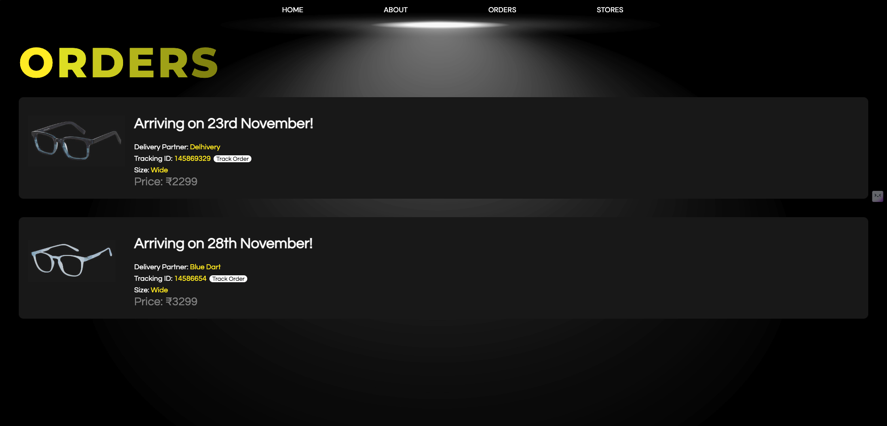 HOME ABOUT ORDERS STORES
ORDERS
Arriving on 23rd November!
Delivery Partner: Delhivery
Tracking ID: 145869329 Track Order
Size: Wide
Price: ₹2299
Arriving on 28th November!
Delivery Partner: Blue Dart
Tracking ID: 14586654 Track Order
Size: Wide
Price: ₹3299